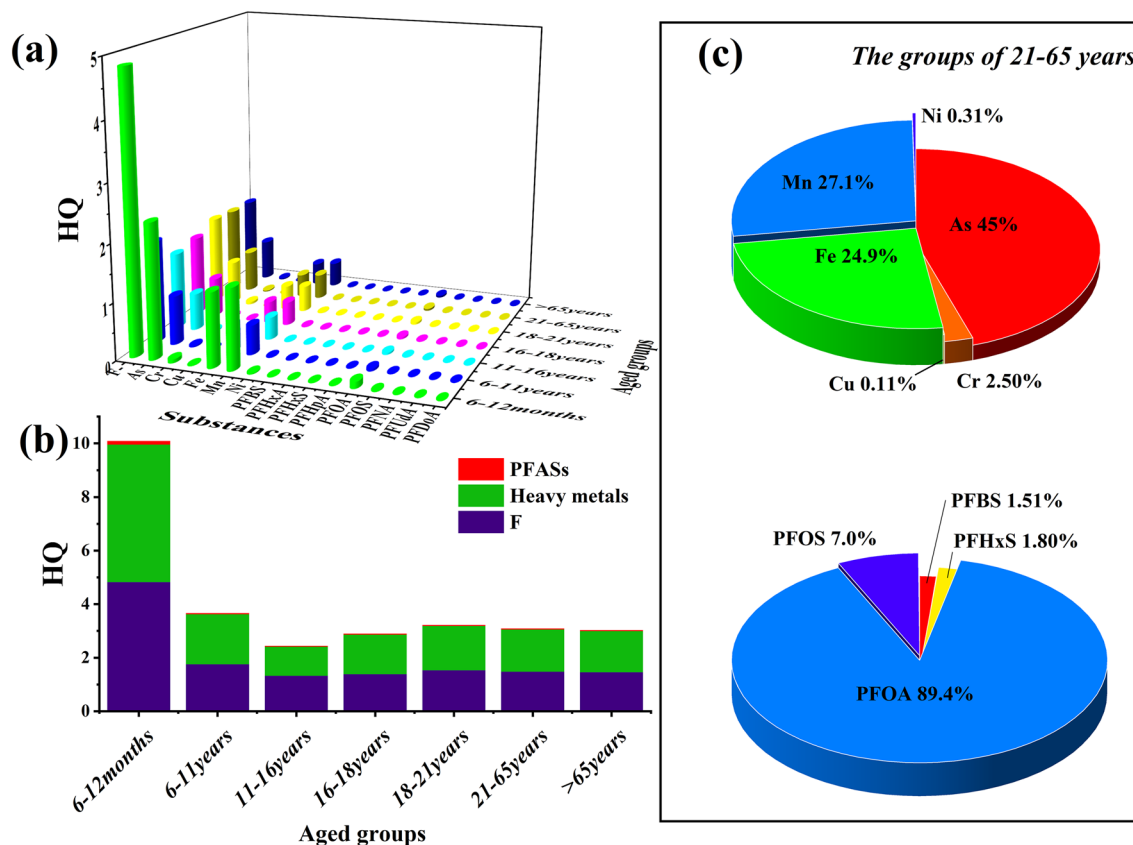 (a)
HQ
5
4
3
2
1
0
F-
As
Cr
Cu
Fe
Mn
Ni
PFBS
PFHxA
PFHxS
PFHpA
PFOA
PFOS
PFNA
PFUdA
PFDoA
Substances
>65years
21-65years
18-21years
16-18years
11-16years
6-11years
6-12months
Aged groups
(b)
HQ
10
8
6
4
2
0
PFASs
Heavy metals
F
6-12months
6-11years
11-16years
16-18years
18-21years
21-65years
>65years
Aged groups
(c)
The groups of 21-65 years
Ni 0.31%
Mn 27.1%
As 45%
Fe 24.9%
Cu 0.11%
Cr 2.50%
PFBS 1.51%
PFOS 7.0%
PFHxS 1.80%
PFOA 89.4%